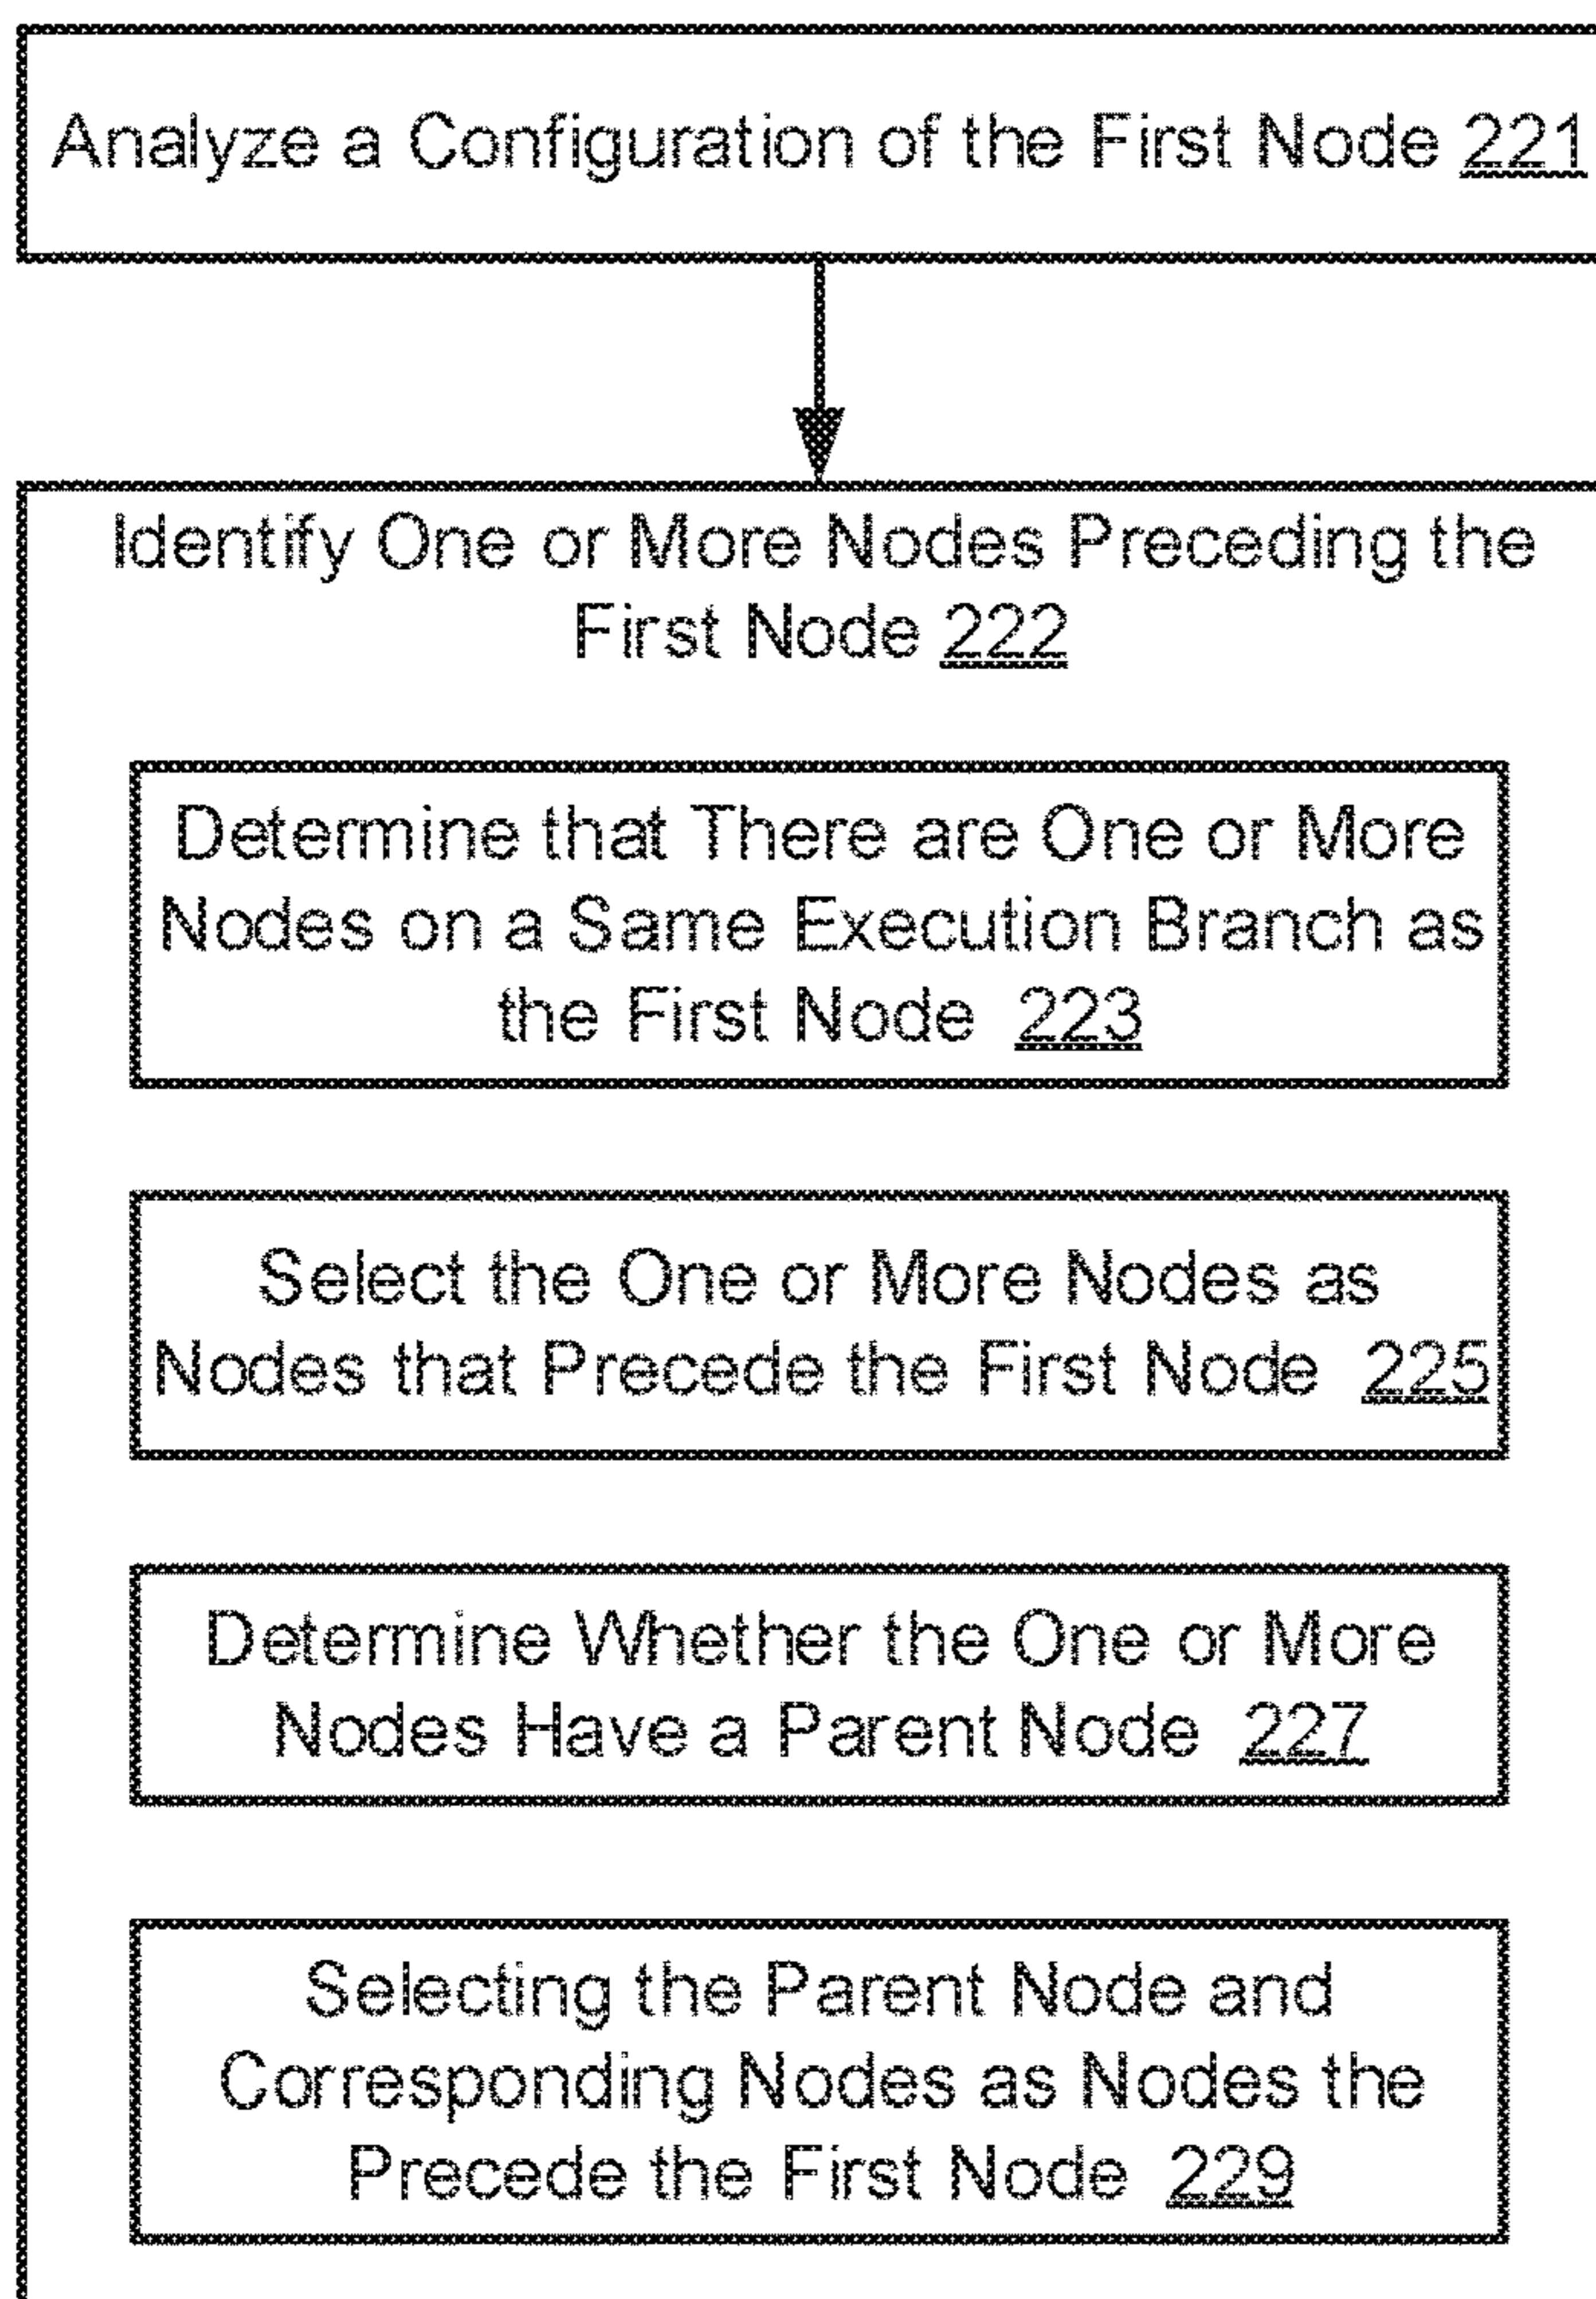 Analyze a Configuration of the First Node 221
Identify One or More Nodes Preceding the
First Node 222
Determine that There are One or More
Nodes on a Same Execution Branch as
the First Node 223
Select the One or More Nodes as
Nodes that Precede the First Node 225
Determine Whether the One or More
Nodes Have a Parent Node 227
Selecting the Parent Node and
Corresponding Nodes as Nodes the
Precede the First Node 229